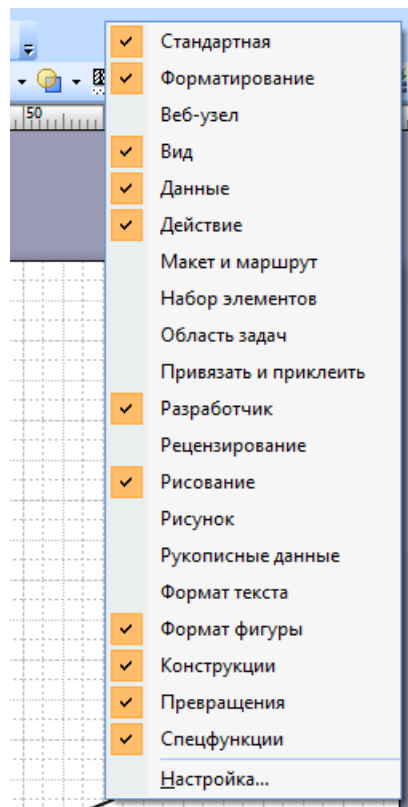 Стандартная
Форматирование
50
Веб-узел
Вид
Данные
Действие
Макет и маршрут
Набор элементов
Область задач
Привязать и приклеить
Разработчик
Рецензирование
Рисование
Рисунок
Рукописные данные
Формат текста
Формат фигуры
Конструкции
Превращения
Спецфункции
Настройка...